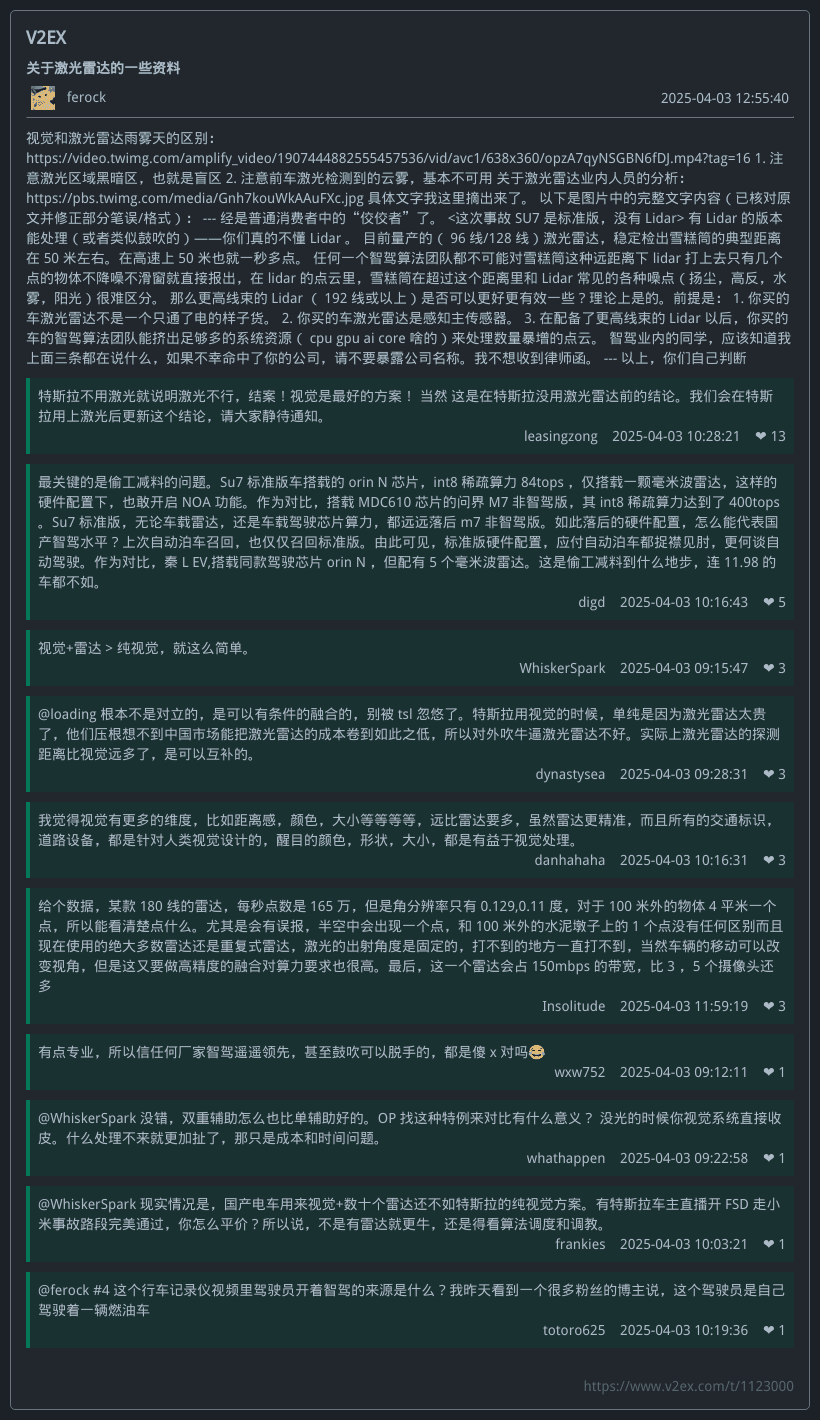 V2EX
关于激光雷达的一些资料
ferock 2025-04-03 12:55:40
视觉和激光雷达雨雾天的区别:
https://video.twimg.com/amplify_video/1907444882555457536/vid/avc1/638x360/opzA7qyNSGBN6fDJ.mp4?tag=16 1. 注
意激光区域黑暗区，也就是盲区 2. 注意前车激光检测到的云雾，基本不可用 关于激光雷达业内人员的分析:
https://pbs.twimg.com/media/Gnh7kouWkAAuFXc.jpg 具体文字我这里摘出来了。 以下是图片中的完整文字内容（已核对原
文并修正部分笔误/格式）: --- 经是普通消费者中的“佼佼者”了。 <这次事故 SU7 是标准版，没有 Lidar> 有 Lidar 的版本
能处理（或者类似鼓吹的）——你们真的不懂 Lidar 。 目前量产的（ 96 线/128 线）激光雷达，稳定检出雪糕筒的典型距离
在 50 米左右。在高速上 50 米也就一秒多点。 任何一个智驾算法团队都不可能对雪糕筒这种远距离下 lidar 打上去只有几个
点的物体不降噪不滑窗就直接报出，在 lidar 的点云里，雪糕筒在超过这个距离里和 Lidar 常见的各种噪点（扬尘，高反，水
雾，阳光）很难区分。 那么更高线束的 Lidar （ 192 线或以上）是否可以更好更有效一些？理论上是的。前提是: 1. 你买的
车激光雷达不是一个只通了电的样子货。 2. 你买的车激光雷达是感知主传感器。 3. 在配备了更高线束的 Lidar 以后，你买的
车的智驾算法团队能挤出足够多的系统资源（ cpu gpu ai core 啥的）来处理数量暴增的点云。 智驾业内的同学，应该知道我
上面三条都在说什么，如果不幸命中了你的公司，请不要暴露公司名称。我不想收到律师函。 --- 以上，你们自己判断
特斯拉不用激光就说明激光不行，结案！视觉是最好的方案！ 当然 这是在特斯拉没用激光雷达前的结论。我们会在特斯
拉用上激光后更新这个结论，请大家静待通知。
leasingzong 2025-04-03 10:28:21 ❤ 13
最关键的是偷工减料的问题。Su7 标准版车搭载的 orin N 芯片，int8 稀疏算力 84tops ，仅搭载一颗毫米波雷达，这样的
硬件配置下，也敢开启 NOA 功能。作为对比，搭载 MDC610 芯片的问界 M7 非智驾版，其 int8 稀疏算力达到了 400tops
。Su7 标准版，无论车载雷达，还是车载驾驶芯片算力，都远远落后 m7 非智驾版。如此落后的硬件配置，怎么能代表国
产智驾水平？上次自动泊车召回，也仅仅召回标准版。由此可见，标准版硬件配置，应付自动泊车都捉襟见肘，更何谈自
动驾驶。作为对比，秦 L EV,搭载同款驾驶芯片 orin N ，但配有 5 个毫米波雷达。这是偷工减料到什么地步，连 11.98 的
车都不如。
digd 2025-04-03 10:16:43 ❤ 5
视觉+雷达 > 纯视觉，就这么简单。
WhiskerSpark 2025-04-03 09:15:47 ❤ 3
@loading 根本不是对立的，是可以有条件的融合的，别被 tsl 忽悠了。特斯拉用视觉的时候，单纯是因为激光雷达太贵
了，他们压根想不到中国市场能把激光雷达的成本卷到如此之低，所以对外吹牛逼激光雷达不好。实际上激光雷达的探测
距离比视觉远多了，是可以互补的。
dynastysea 2025-04-03 09:28:31 ❤ 3
我觉得视觉有更多的维度，比如距离感，颜色，大小等等等等，远比雷达要多，虽然雷达更精准，而且所有的交通标识，
道路设备，都是针对人类视觉设计的，醒目的颜色，形状，大小，都是有益于视觉处理。
danhahaha 2025-04-03 10:16:31 ❤ 3
给个数据，某款 180 线的雷达，每秒点数是 165 万，但是角分辨率只有 0.129,0.11 度，对于 100 米外的物体 4 平米一个
点，所以能看清楚点什么。尤其是会有误报，半空中会出现一个点，和 100 米外的水泥墩子上的 1 个点没有任何区别而且
现在使用的绝大多数雷达还是重复式雷达，激光的出射角度是固定的，打不到的地方一直打不到，当然车辆的移动可以改
变视角，但是这又要做高精度的融合对算力要求也很高。最后，这一个雷达会占 150mbps 的带宽，比 3 ，5 个摄像头还
多
Insolitude 2025-04-03 11:59:19 ❤ 3
有点专业，所以信任何厂家智驾遥遥领先，甚至鼓吹可以脱手的，都是傻 x 对吗😂
wxw752 2025-04-03 09:12:11 ❤ 1
@WhiskerSpark 没错，双重辅助怎么也比单辅助好的。OP 找这种特例来对比有什么意义？ 没光的时候你视觉系统直接收
皮。什么处理不来就更加扯了，那只是成本和时间问题。
whathappen 2025-04-03 09:22:58 ❤ 1
@WhiskerSpark 现实情况是，国产电车用来视觉+数十个雷达还不如特斯拉的纯视觉方案。有特斯拉车主直播开 FSD 走小
米事故路段完美通过，你怎么平价？所以说，不是有雷达就更牛，还是得看算法调度和调教。
frankies 2025-04-03 10:03:21 ❤ 1
@ferock #4 这个行车记录仪视频里驾驶员开着智驾的来源是什么？我昨天看到一个很多粉丝的博主说，这个驾驶员是自己
驾驶着一辆燃油车
totoro625 2025-04-03 10:19:36 ❤ 1
https://www.v2ex.com/t/1123000